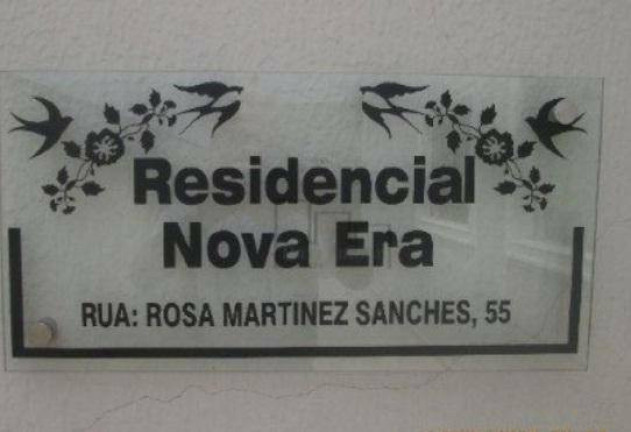 Residencial
Nova Era
RUA: ROSA MARTINEZ SANCHES, 55